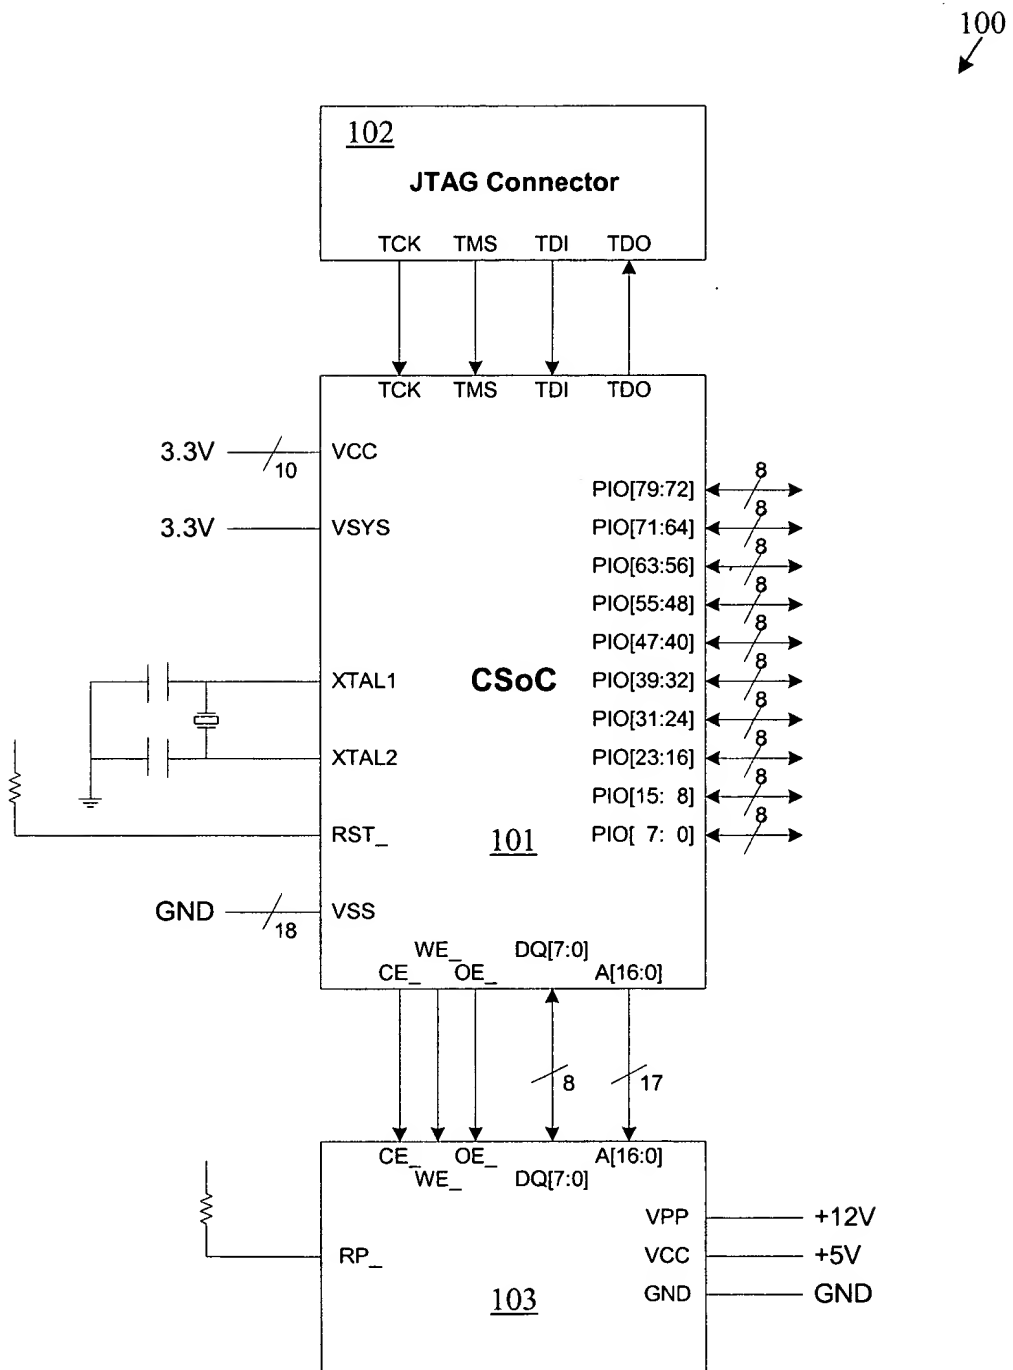 100
102
JTAG Connector
TCK TMS TDI TDO
TCK TMS TDI TDO
3.3V 10 VCC
8
PIO[79:72]
8
3.3V VSYS PIO[71:64]
8
PIO[63:56]
8
PIO[55:48]
8
PIO[47:40]
8
XTAL1 CSoC PIO[39:32]
8
PIO[31:24]
8
XTAL2 PIO[23:16]
8
PIO[15: 8]
8
RST_ 101 PIO[ 7: 0]
GND 18 VSS
WE_ DQ[7:0]
CE_ OE_ A[16:0]
8 17
CE_ OE_ A[16:0]
WE_ DQ[7:0]
VPP +12V
RP_ VCC +5V
103 GND GND